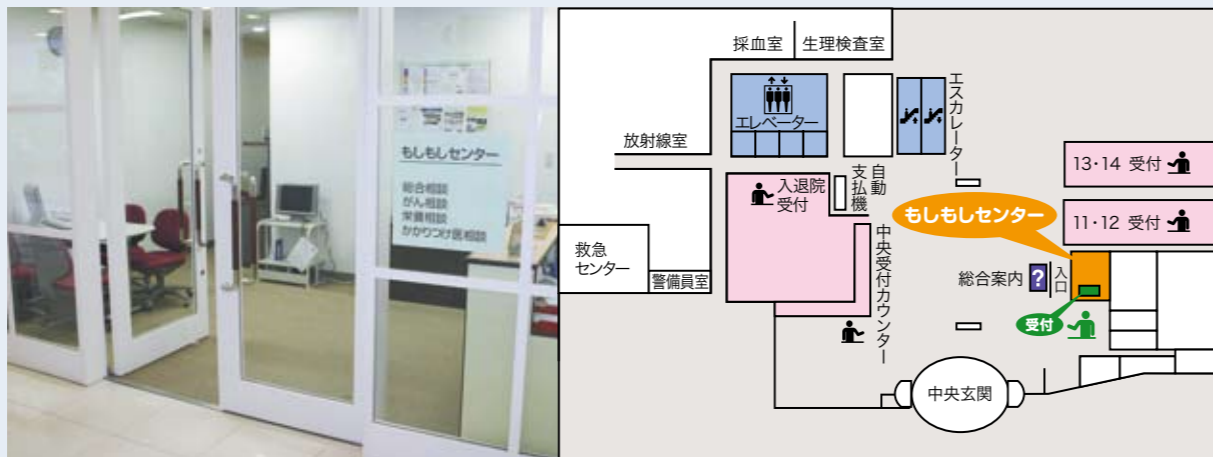 もしもしセンター
総合相談
がん相談
栄養相談
かかりつけ医相談
採血室
生理検査室
エレベーター
エスカレーター
放射線室
入退院
受付
自動
支払機
13・14 受付
もしもしセンター
11・12 受付
救急
センター
警備員室
中央受付カウンター
総合案内
?
入口
受付
中央玄関